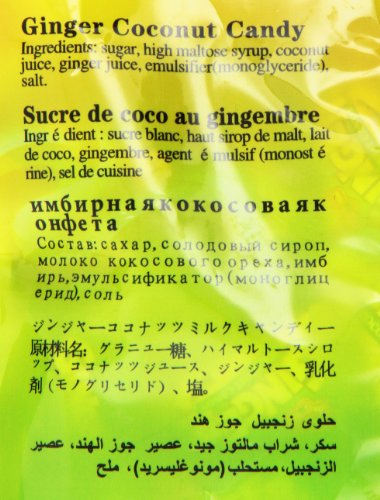 Ginger Coconut Candy
Ingredients: sugar, high maltose syrup, coconut
juice, ginger juice, emulsifier(monoglyceride),
salt.
Sucre de coco au gingembre
Ingr é dient : sucre blanc, haut sirop de malt, lait
de coco, gingembre, agent é mulsif (monost é
rine), sel de cuisine
имбирнаякокосоваяк
онфета
Состав: сахар, солодовый сироп,
молоко кокосового ореха, имб
ирь,эмульсификатор(моноглиц
ерид), соль
ジンジャーココナッツミルクキャンディー
原材料名: グラニュー糖、ハイマルトースシロ
ップ、ココナッツジュース、ジンジャー、乳化
剤 (モノグリセリド)、塩。
حلوى زنجبيل جوز هند
سكر، شراب مالتوز جيد، عصير جوز الهند، عصير
الزنجبيل، مستحلب (مونوغليسريد)، ملح